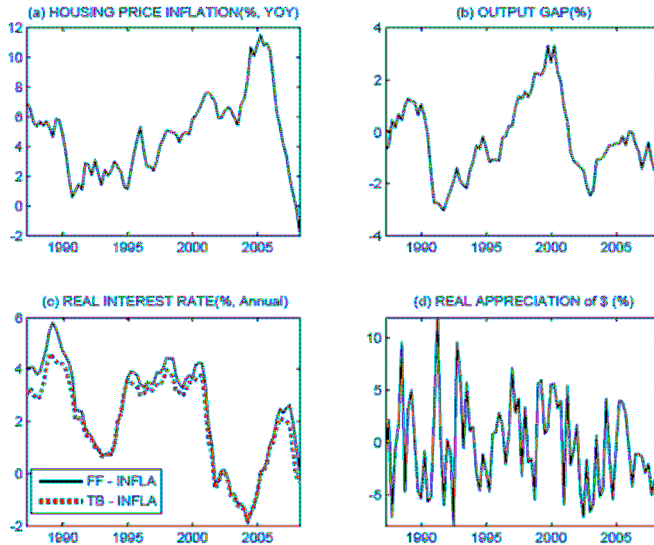 (a) HOUSING PRICE INFLATION(%, YOY)
12
10
8
6
4
2
0
-2
1990 1995 2000 2005
(b) OUTPUT GAP(%)
4
2
0
-2
-4
1990 1995 2000 2005
(c) REAL INTEREST RATE(%, Annual)
6
4
2
0
-2
FF - INFLA
TB - INFLA
1990 1995 2000 2005
(d) REAL APPRECIATION of $ (%)
10
5
0
-5
1990 1995 2000 2005